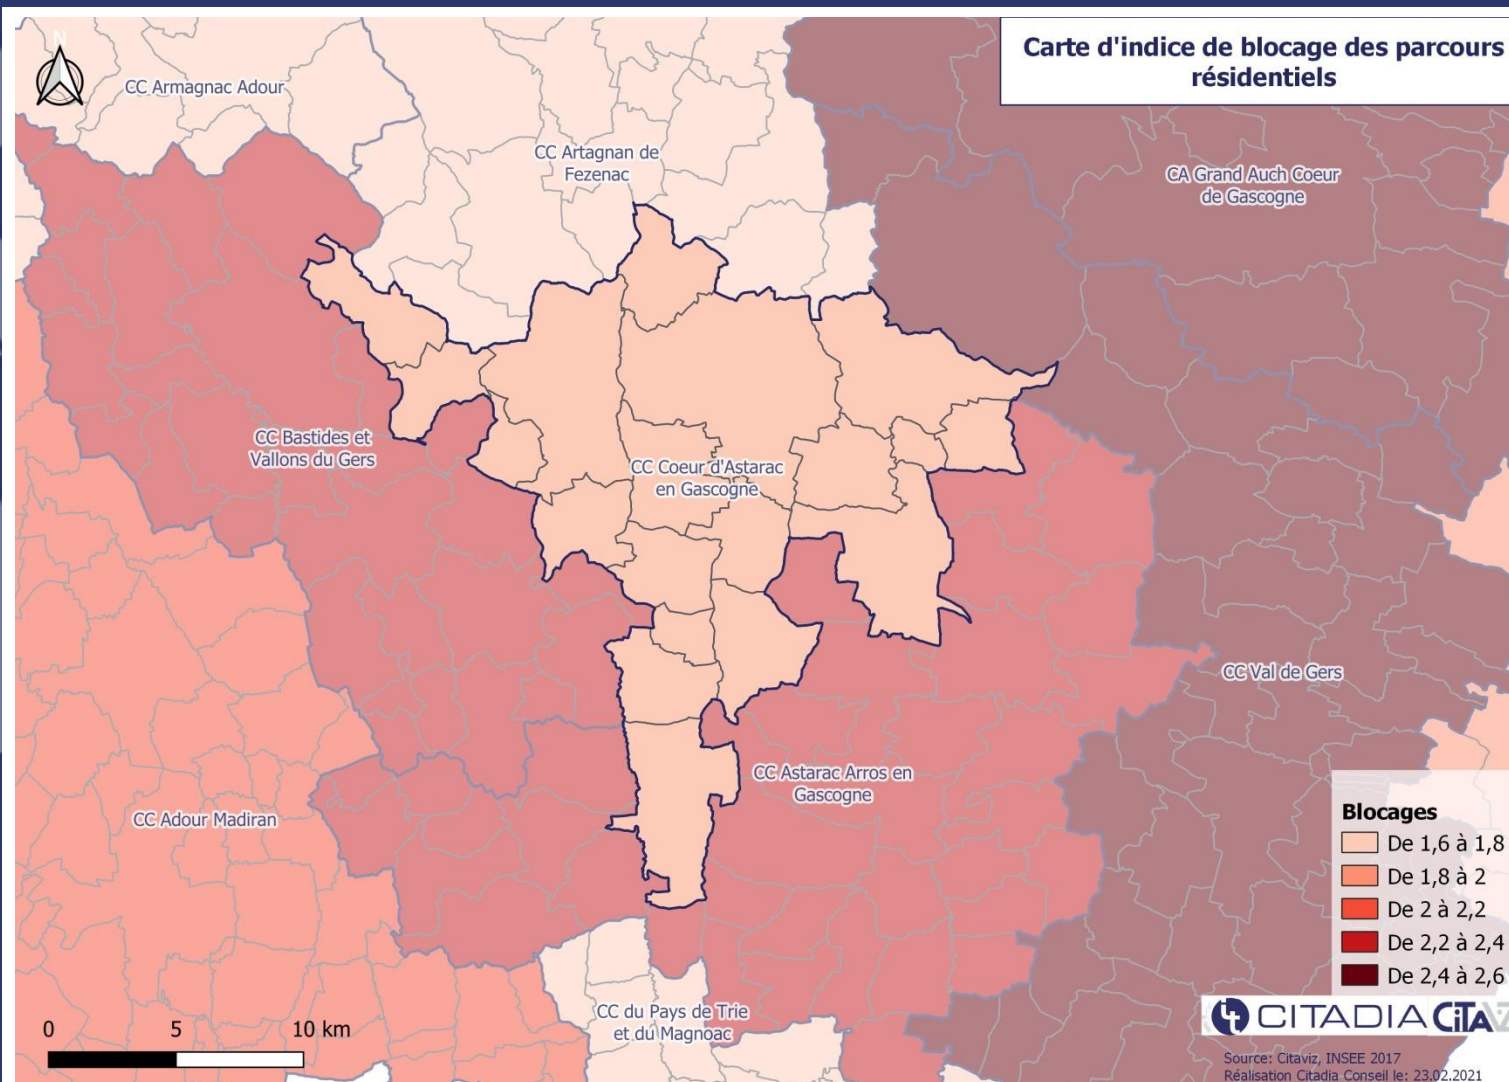 Carte d'indice de blocage des parcours
résidentiels
N
CC Armagnac Adour
CC Artagnan de
Fezenac
CA Grand Auch Coeur
de Gascogne
CC Bastides et
Vallons du Gers
CC Coeur d'Astarac
en Gascogne
CC Val de Gers
CC Astarac Arros en
Gascogne
CC Adour Madiran
CC du Pays de Trie
et du Magnoac
Blocages
De 1,6 à 1,8
De 1,8 à 2
De 2 à 2,2
De 2,2 à 2,4
De 2,4 à 2,6
0 5 10 km
CITADIA CiTAVIZ
Source: Citaviz, INSEE 2017
Réalisation Citadia Conseil le: 23.02.2021